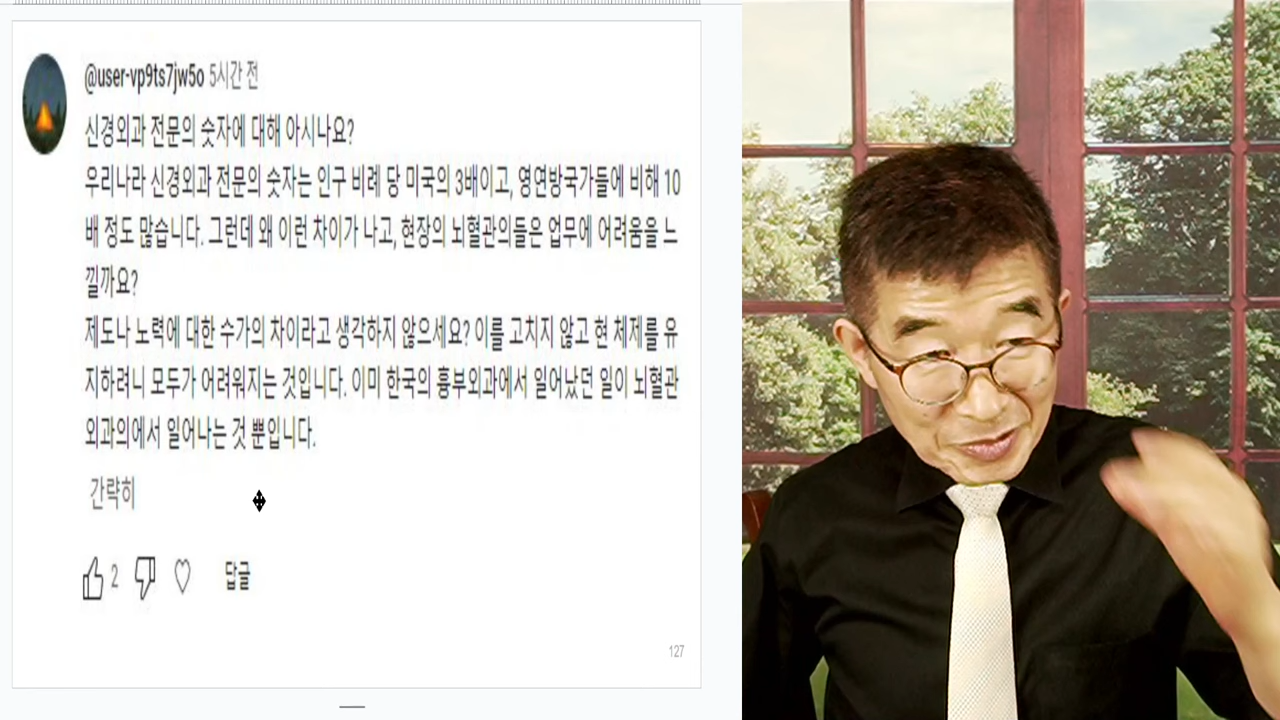 @user-vp9ts7jw5o 5시간 전
신경외과 전문의 숫자에 대해 아시나요?
우리나라 신경외과 전문의 숫자는 인구 비례 당 미국의 3배이고, 영연방국가들에 비해 10
배 정도 많습니다. 그런데 왜 이런 차이가 나고, 현장의 뇌혈관의들은 업무에 어려움을 느
낄까요?
제도나 노력에 대한 수가의 차이라고 생각하지 않으세요? 이를 고치지 않고 현 체제를 유
지하려니 모두가 어려워지는 것입니다. 이미 한국의 흉부외과에서 일어났던 일이 뇌혈관
외과의에서 일어나는 것 뿐입니다.
간략히
2 답글
127